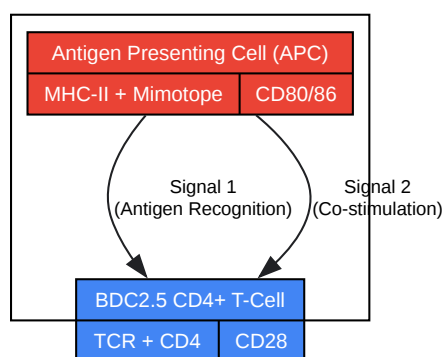 Antigen Presenting Cell (APC)
MHC-II + Mimotope
CD80/86
Signal 1
(Antigen Recognition)
Signal 2
(Co-stimulation)
BDC2.5 CD4+ T-Cell
TCR + CD4
CD28